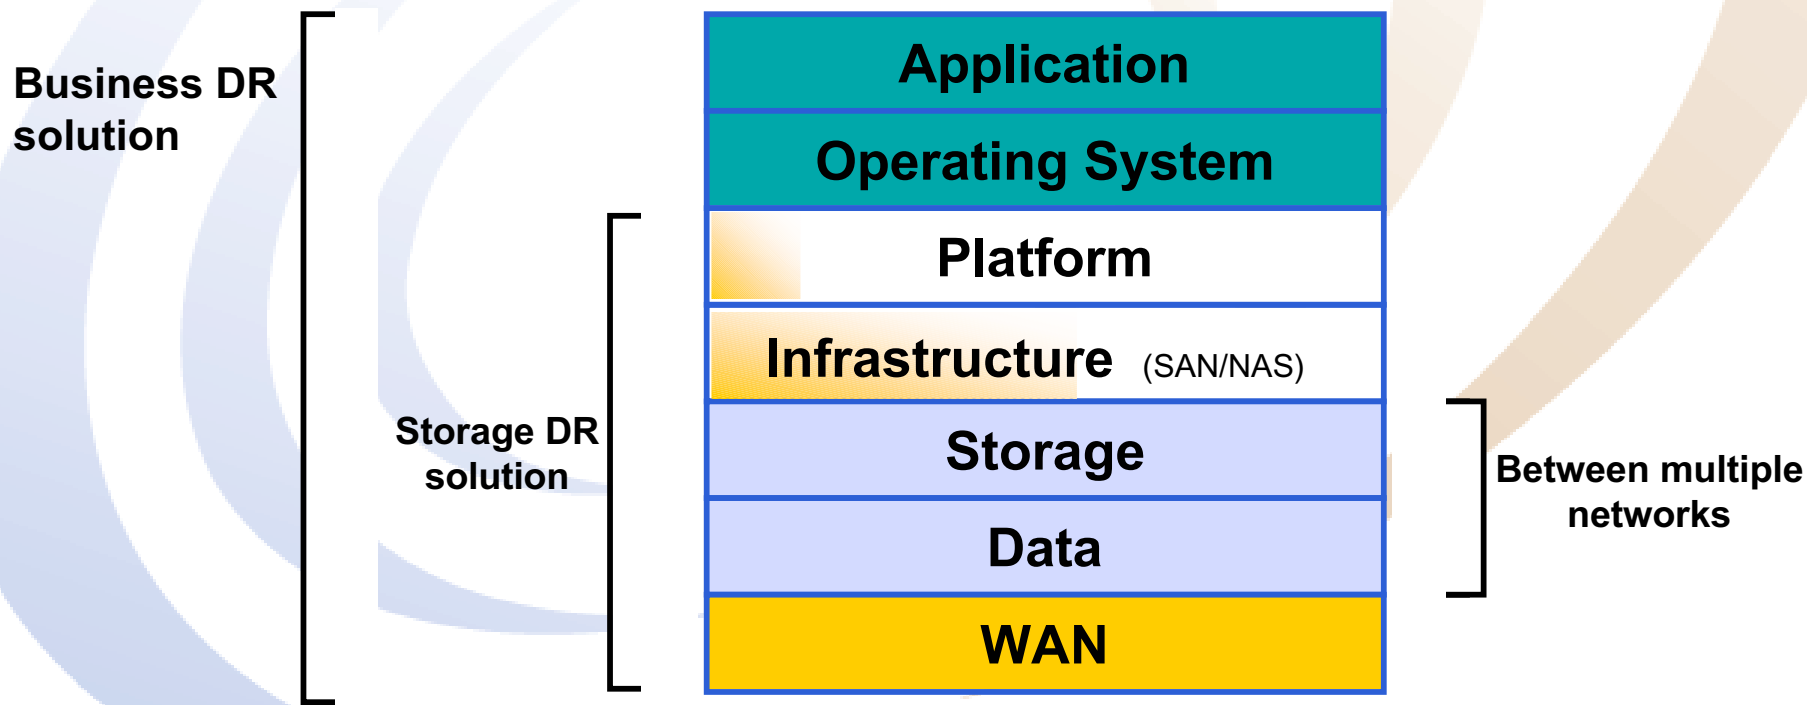 Business DR
solution
Application
Operating System
Platform
Infrastructure (SAN/NAS)
Storage DR
solution
Storage
Data
WAN
Between multiple
networks